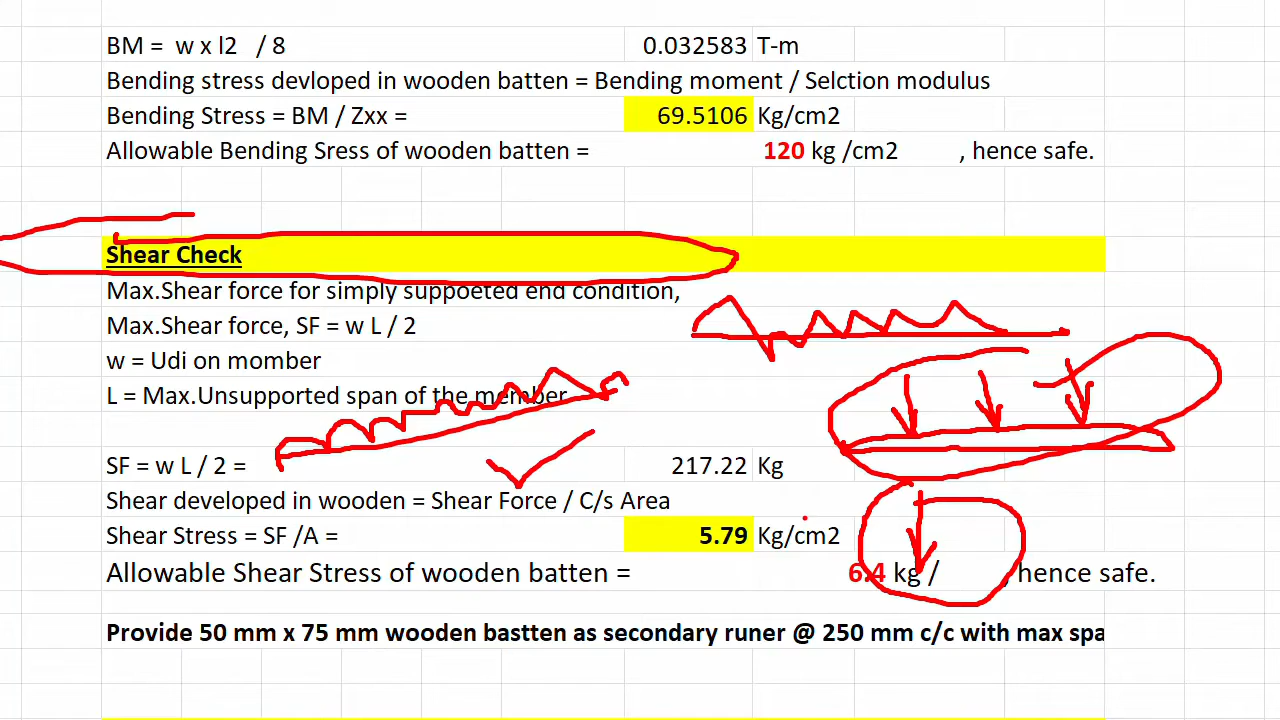 BM = w x l2 / 8 0.032583 T-m
Bending stress devloped in wooden batten = Bending moment / Selction modulus
Bending Stress = BM / Zxx = 69.5106 Kg/cm2
Allowable Bending Sress of wooden batten = 120 kg /cm2 , hence safe.
Shear Check
Max.Shear force for simply suppoeted end condition,
Max.Shear force, SF = w L / 2
w = Udi on momber
L = Max.Unsupported span of the member
SF = w L / 2 = 217.22 Kg
Shear developed in wooden = Shear Force / C/s Area
Shear Stress = SF /A = 5.79 Kg/cm2
Allowable Shear Stress of wooden batten = 6.4 kg / , hence safe.
Provide 50 mm x 75 mm wooden bastten as secondary runer @ 250 mm c/c with max spa